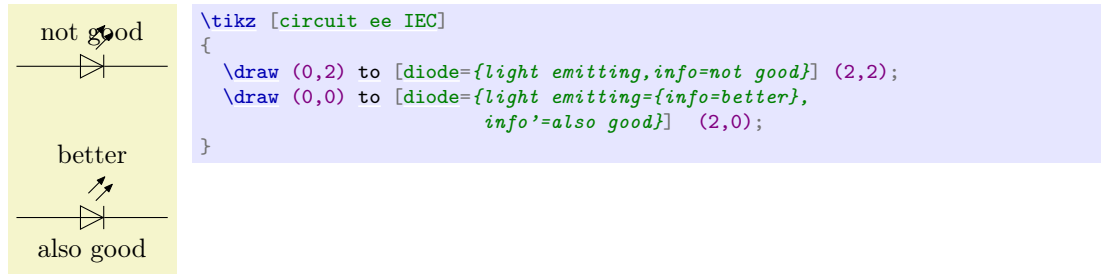 not good
better
also good
\tikz [circuit ee IEC]
{
  \draw (0,2) to [diode={light emitting,info=not good}] (2,2);
  \draw (0,0) to [diode={light emitting={info=better},
                         info'=also good}]  (2,0);
}